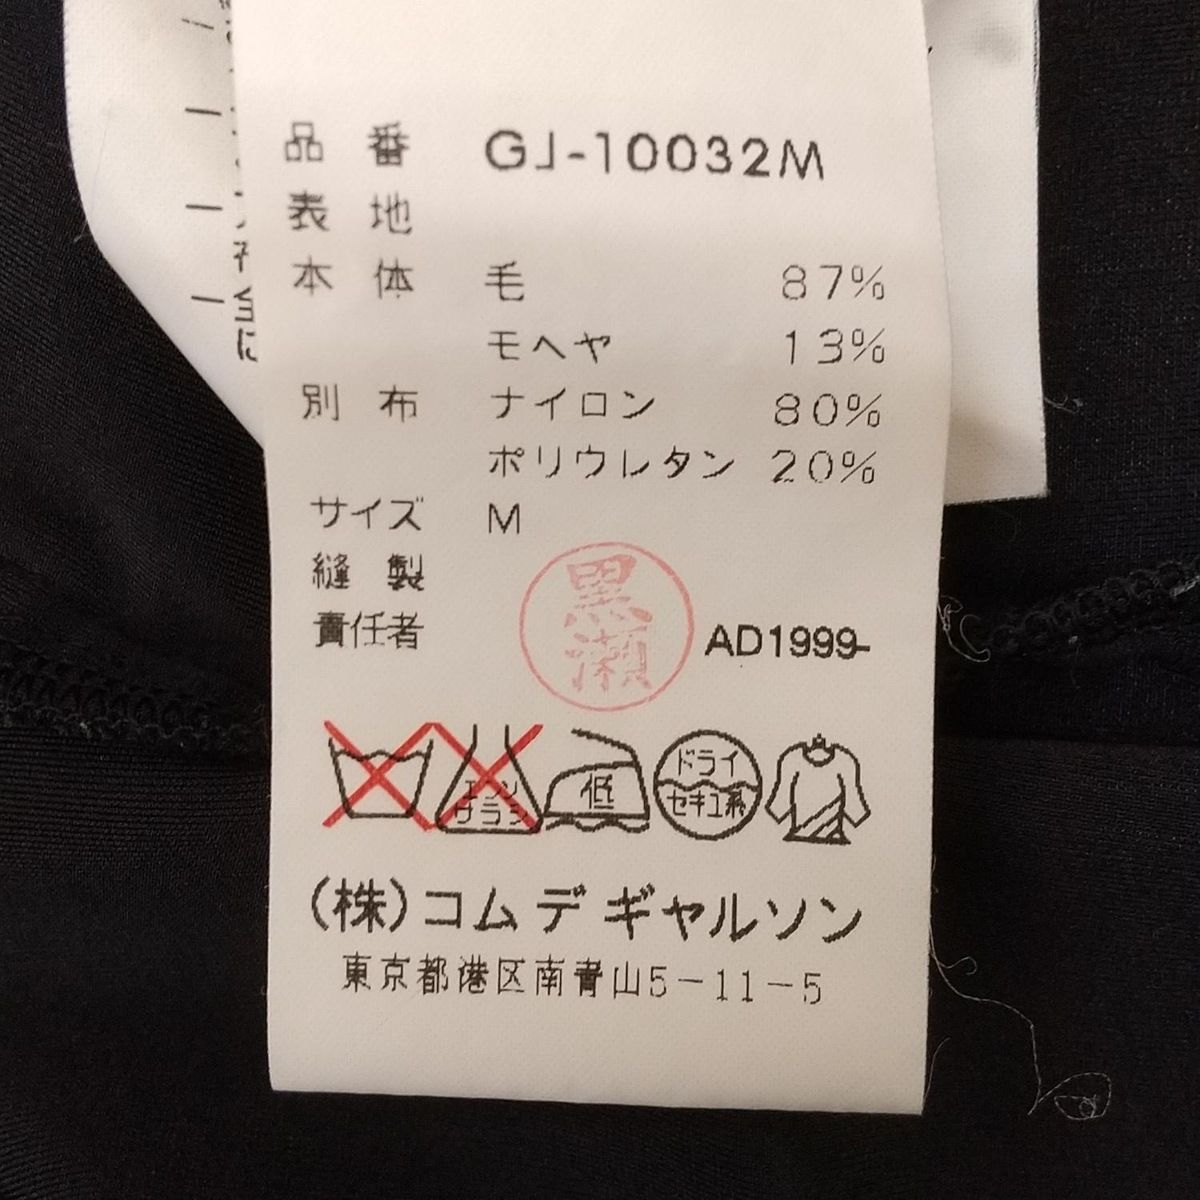 品番 GJ-10032M
表地
本体 毛 87%
モヘヤ 13%
別布 ナイロン 80%
ポリウレタン 20%
サイズ M
縫製
責任者 黒瀬 AD1999-
エンソ
サラシ
低
ドライ
セキユ系
(株)コムデギャルソン
東京都港区南青山5-11-5
全
に